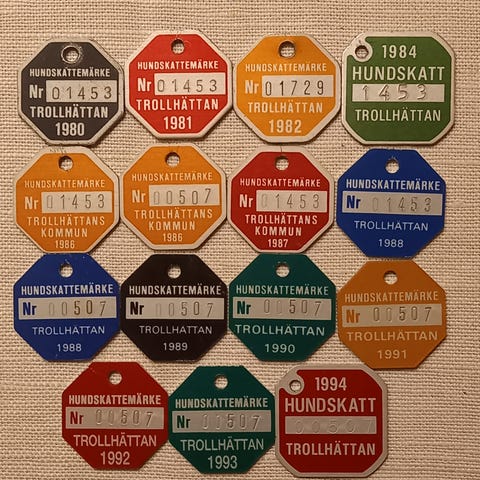 HUNDSKATTEMÄRKE
Nr 01453
TROLLHÄTTAN
1980
HUNDSKATTEMÄRKE
Nr 01453
TROLLHÄTTAN
1981
HUNDSKATTEMÄRKE
Nr 01729
TROLLHÄTTAN
1982
1984
HUNDSKATT
1453
TROLLHÄTTAN
HUNDSKATTEMÄRKE
Nr 01453
TROLLHÄTTANS
KOMMUN
1986
HUNDSKATTEMÄRKE
Nr 00507
TROLLHÄTTANS
KOMMUN
1986
HUNDSKATTEMÄRKE
Nr 01453
TROLLHÄTTANS
KOMMUN
1987
HUNDSKATTEMÄRKE
Nr 01453
TROLLHÄTTAN
1988
HUNDSKATTEMÄRKE
Nr 00507
TROLLHÄTTAN
1988
HUNDSKATTEMÄRKE
Nr 00507
TROLLHÄTTAN
1989
HUNDSKATTEMÄRKE
Nr 00507
TROLLHÄTTAN
1990
HUNDSKATTEMÄRKE
Nr 00507
TROLLHÄTTAN
1991
HUNDSKATTEMÄRKE
Nr 00507
TROLLHÄTTAN
1992
HUNDSKATTEMÄRKE
Nr 00507
TROLLHÄTTAN
1993
1994
HUNDSKATT
00507
TROLLHÄTTAN